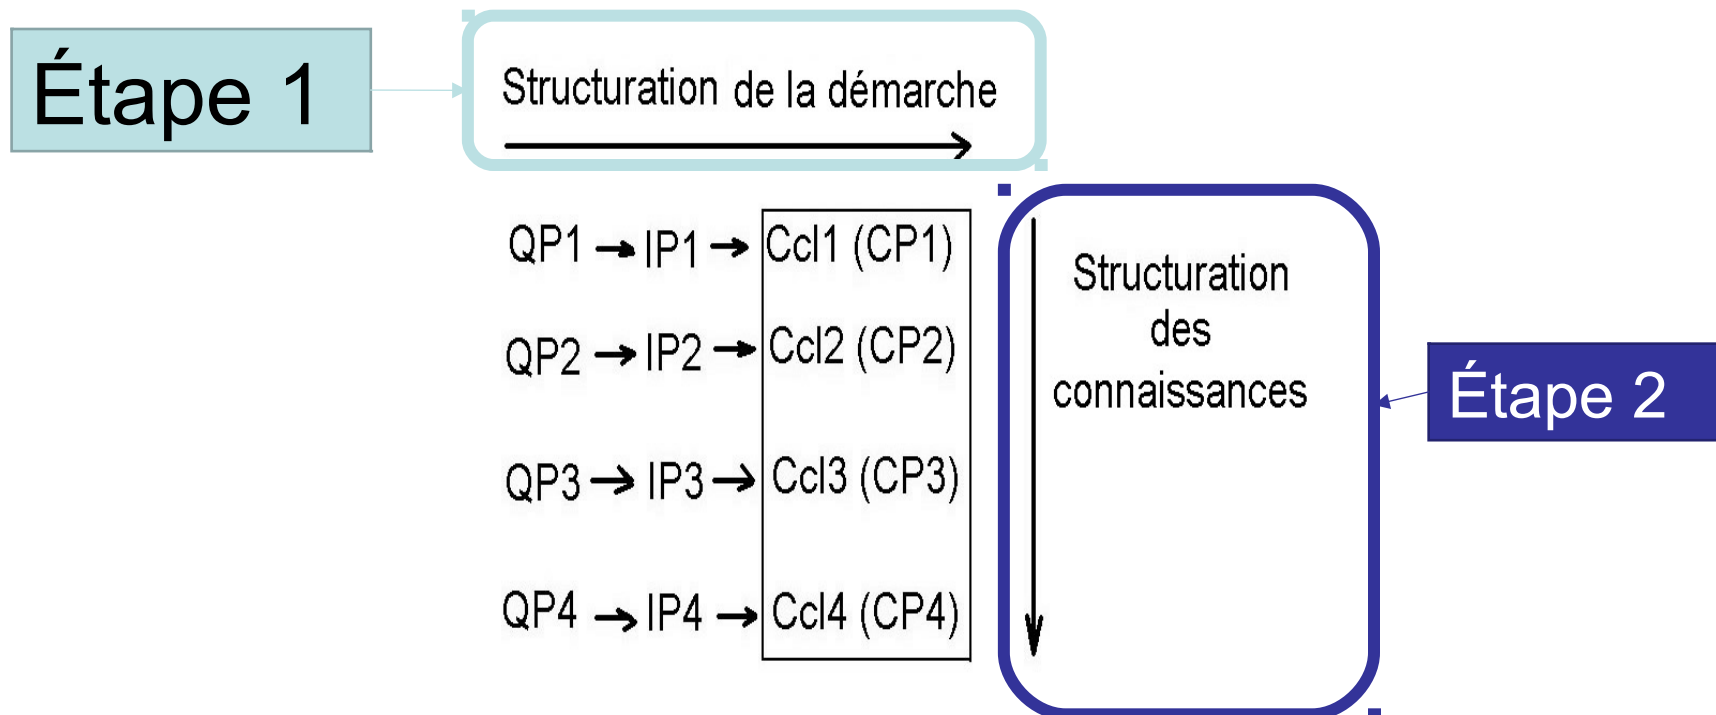 Étape 1
Structuration de la démarche
QP1 → IP1 → Ccl1 (CP1)
QP2 → IP2 → Ccl2 (CP2)
QP3 → IP3 → Ccl3 (CP3)
QP4 → IP4 → Ccl4 (CP4)
Structuration
des
connaissances
Étape 2